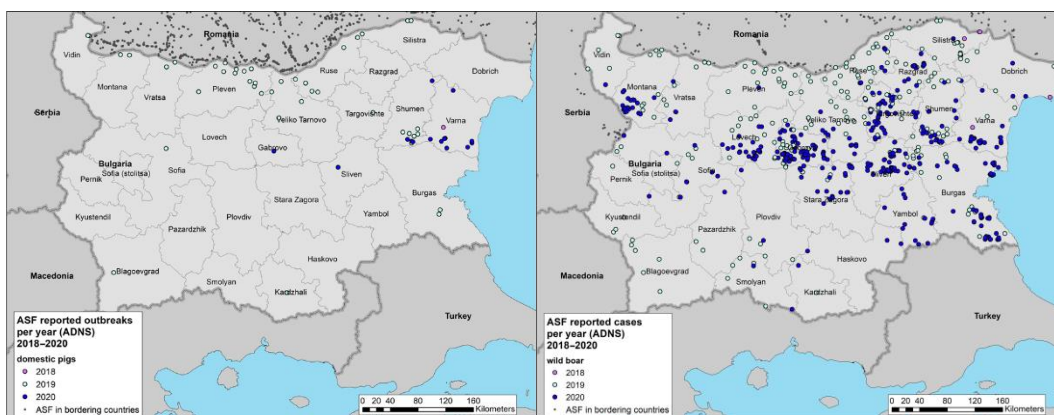 Romania
Vidin
Silistra
Ruse
Razgrad
Dobrich
Montana
Pleven
Vratsa
Shumen
Serbia
Veliko Tarnovo
Targovishte
Varna
Lovech
Gabrovo
Bulgaria
Sofia (stolitsa)
Sofia
Sliven
Pernik
Burgas
Stara Zagora
Kyustendil
Plovdiv
Yambol
Pazardzhik
Haskovo
Macedonia
Blagoevgrad
Smolyan
Kardzhali
Turkey
ASF reported outbreaks
per year (ADNS)
2018–2020
domestic pigs
2018
2019
2020
ASF in bordering countries
0 20 40 80 120 160
Kilometers
Romania
Vidin
Silistra
Ruse
Razgrad
Dobrich
Montana
Pleven
Vratsa
Shumen
Serbia
Veliko Tarnovo
Varna
Lovech
Bulgaria
Sofia (stolitsa)
Sofia
Sliven
Pernik
Burgas
Stara Zagora
Kyustendil
Plovdiv
Yambol
Pazardzhik
Haskovo
Macedonia
Blagoevgrad
Smolyan
Kardzhali
Turkey
ASF reported cases
per year (ADNS)
2018–2020
wild boar
2018
2019
2020
ASF in bordering countries
0 20 40 80 120 160
Kilometers